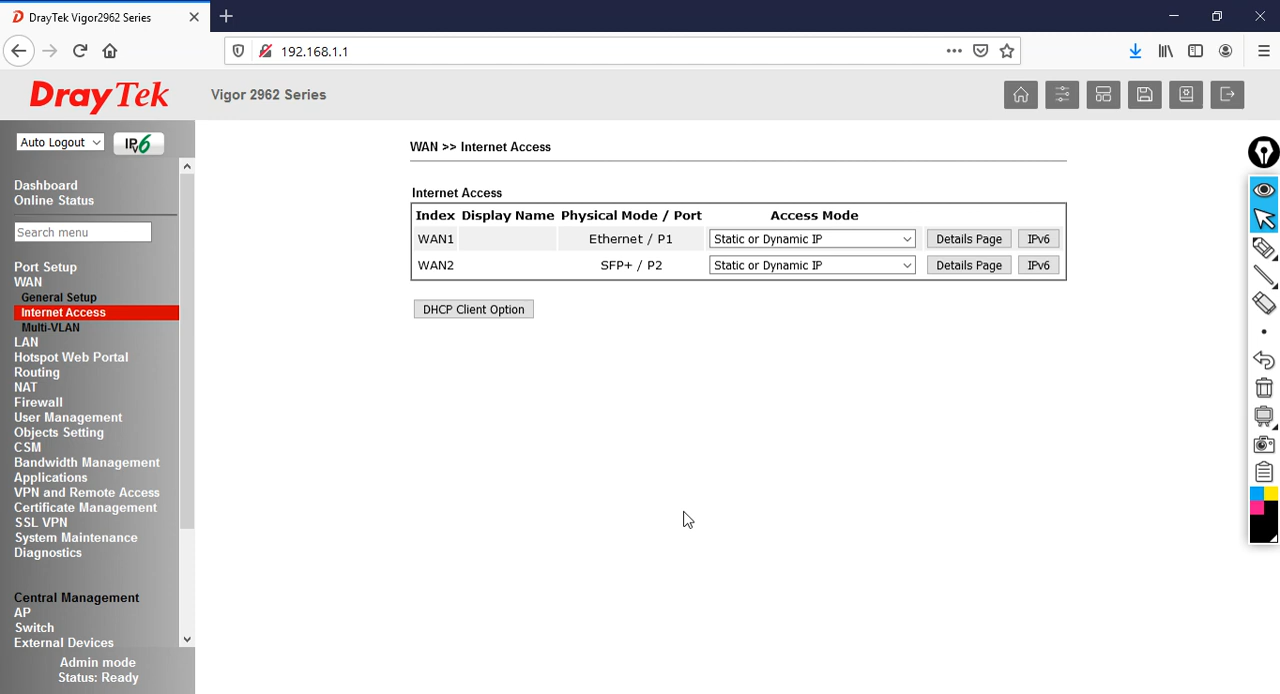 DrayTek Vigor2962 Series
192.168.1.1
DrayTek
Vigor 2962 Series
Auto Logout
IPv6
Dashboard
Online Status
Search menu
Port Setup
WAN
General Setup
Internet Access
Multi-VLAN
LAN
Hotspot Web Portal
Routing
NAT
Firewall
User Management
Objects Setting
CSM
Bandwidth Management
Applications
VPN and Remote Access
Certificate Management
SSL VPN
System Maintenance
Diagnostics
Central Management
AP
Switch
External Devices
Admin mode
Status: Ready
WAN >> Internet Access
Internet Access
Index Display Name Physical Mode / Port Access Mode
WAN1 Ethernet / P1 Static or Dynamic IP Details Page IPv6
WAN2 SFP+ / P2 Static or Dynamic IP Details Page IPv6
DHCP Client Option